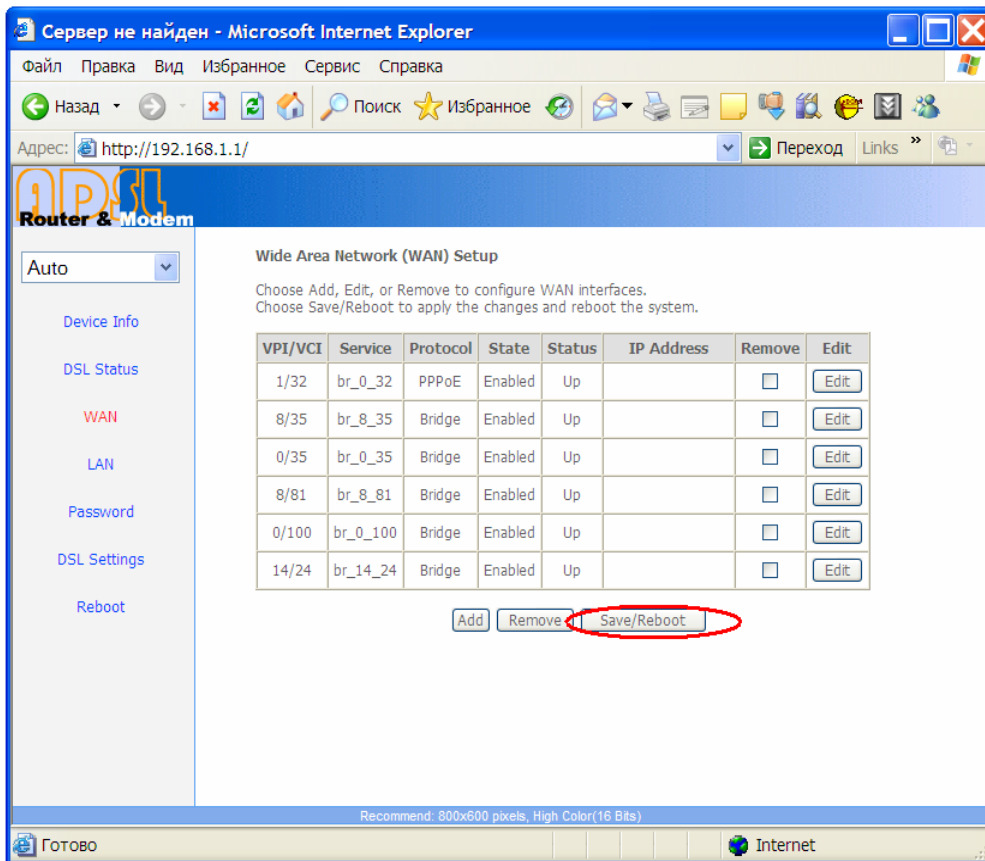 Сервер не найден - Microsoft Internet Explorer
Файл Правка Вид Избранное Сервис Справка
Назад Поиск Избранное
Адрес: http://192.168.1.1/ Переход Links »
ADSL
Router & Modem
Auto
Device Info
DSL Status
WAN
LAN
Password
DSL Settings
Reboot
Wide Area Network (WAN) Setup
Choose Add, Edit, or Remove to configure WAN interfaces.
Choose Save/Reboot to apply the changes and reboot the system.
VPI/VCI Service Protocol State Status IP Address Remove Edit
1/32 br_0_32 PPPoE Enabled Up Edit
8/35 br_8_35 Bridge Enabled Up Edit
0/35 br_0_35 Bridge Enabled Up Edit
8/81 br_8_81 Bridge Enabled Up Edit
0/100 br_0_100 Bridge Enabled Up Edit
14/24 br_14_24 Bridge Enabled Up Edit
Add Remove Save/Reboot
Recommend: 800x600 pixels, High Color(16 Bits)
Готово Internet